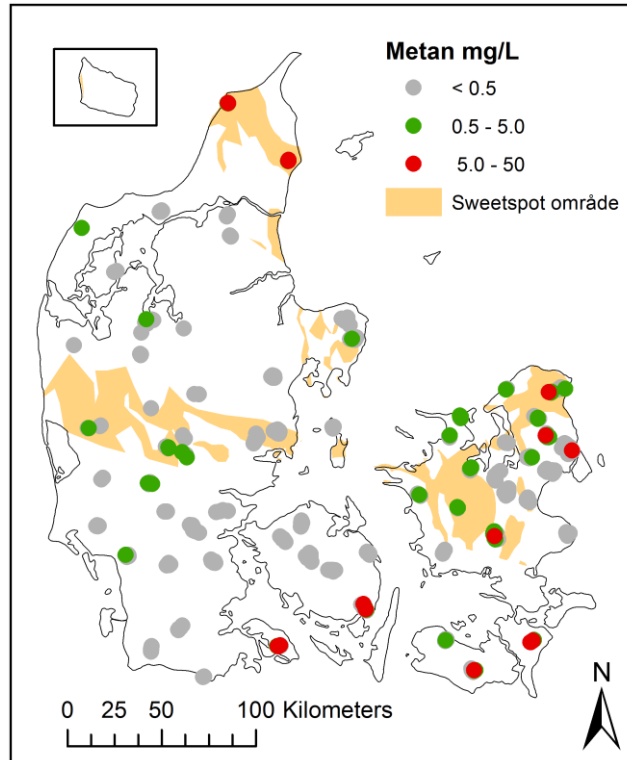 Metan mg/L
< 0.5
0.5 - 5.0
5.0 - 50
Sweetspot område
N
0 25 50 100 Kilometers